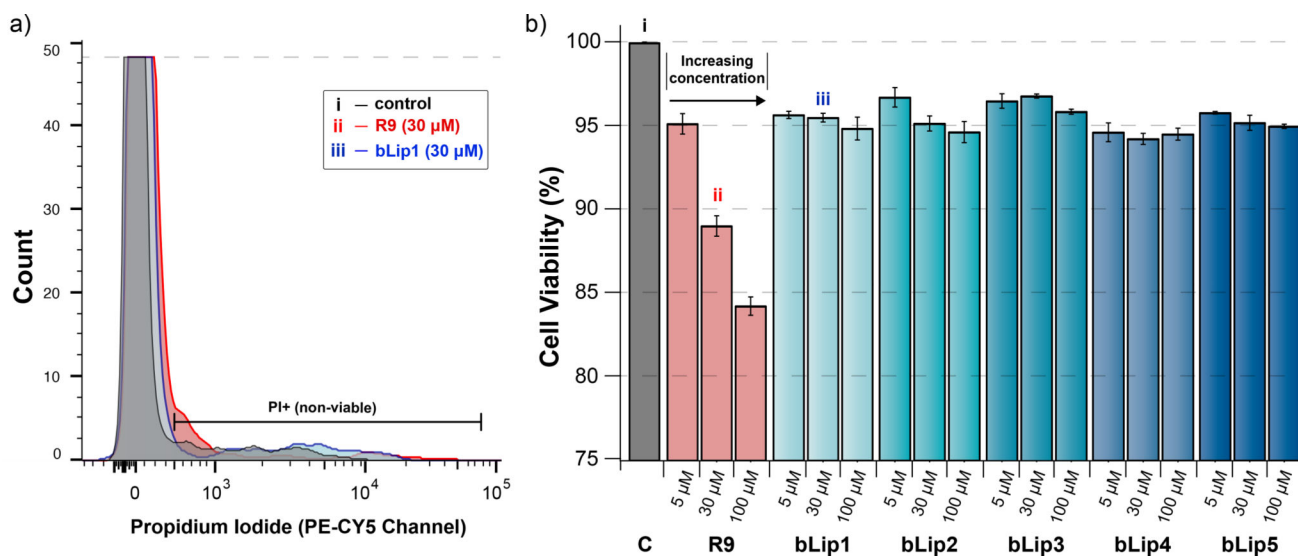 a)
50
40
30
20
10
0
Count
i — control
ii — R9 (30 µM)
iii — bLip1 (30 µM)
PI+ (non-viable)
0 10³ 10⁴ 10⁵
Propidium Iodide (PE-CY5 Channel)
b)
100
95
90
85
80
75
Cell Viability (%)
i
Increasing
concentration
ii
iii
5 µM 30 µM 100 µM 5 µM 30 µM 100 µM 5 µM 30 µM 100 µM 5 µM 30 µM 100 µM 5 µM 30 µM 100 µM 5 µM 30 µM 100 µM
C R9 bLip1 bLip2 bLip3 bLip4 bLip5